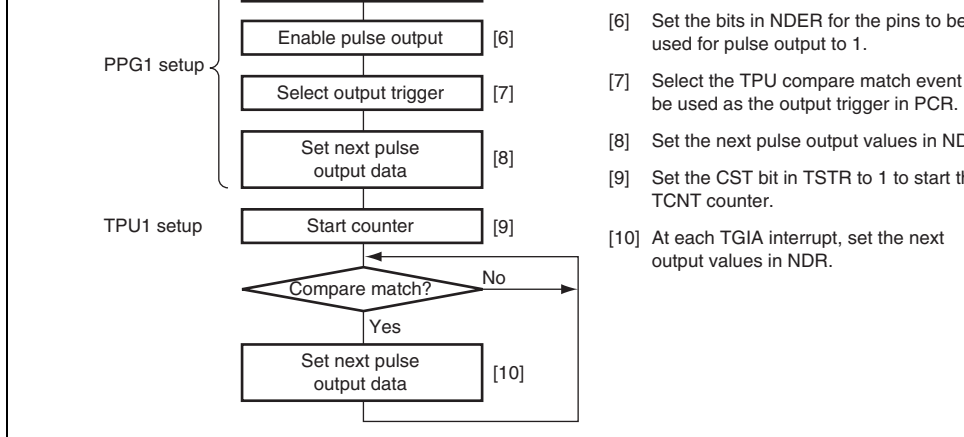 Enable pulse output [6]
PPG1 setup
Select output trigger [7]
Set next pulse
output data
[8]
TPU1 setup
Start counter [9]
Compare match?
No
Yes
Set next pulse
output data
[10]
[6] Set the bits in NDER for the pins to be
used for pulse output to 1.
[7] Select the TPU compare match event
be used as the output trigger in PCR.
[8] Set the next pulse output values in
[9] Set the CST bit in TSTR to 1 to start
TCNT counter.
[10] At each TGIA interrupt, set the next
output values in NDR.